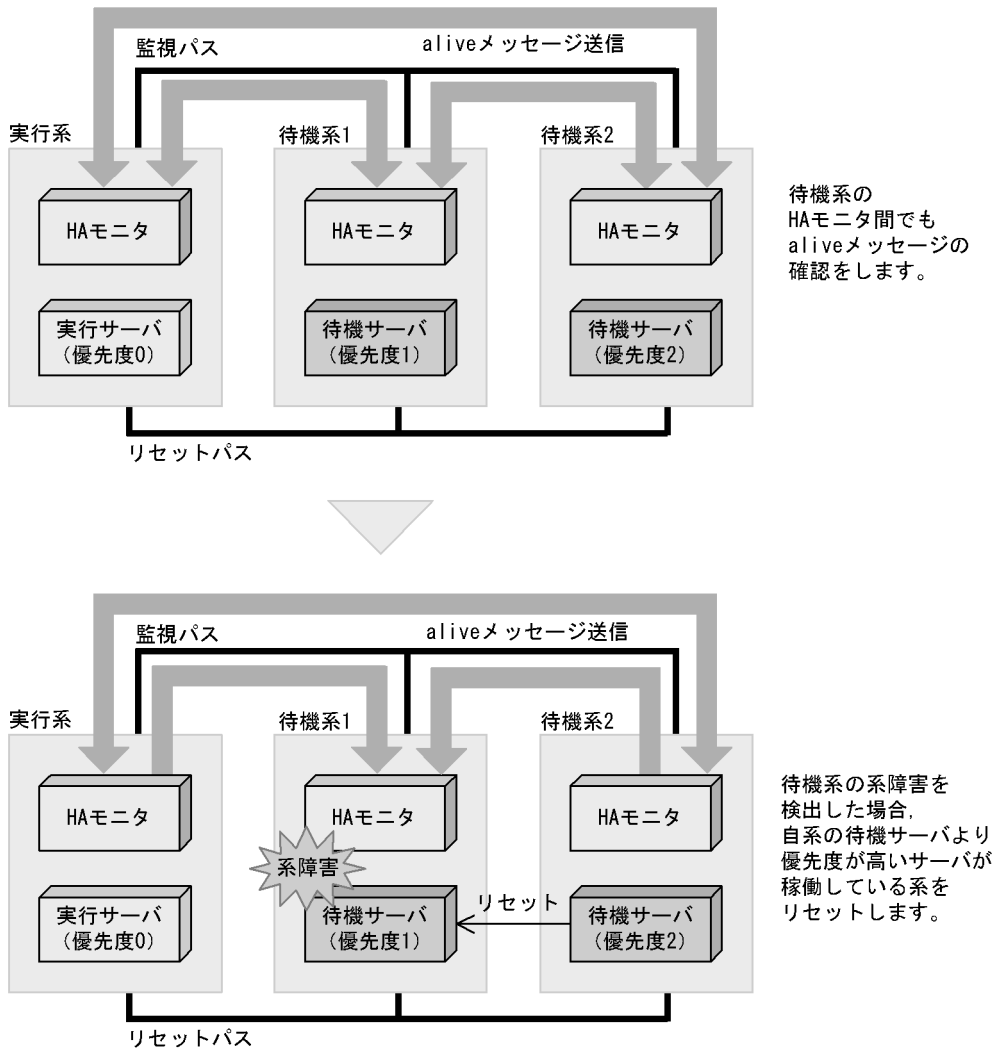 監視パス
aliveメッセージ送信
実行系
待機系1
待機系2
HAモニタ
HAモニタ
HAモニタ
実行サーバ
（優先度0）
待機サーバ
（優先度1）
待機サーバ
（優先度2）
リセットパス
待機系の
HAモニタ間でも
aliveメッセージの
確認をします。
監視パス
aliveメッセージ送信
実行系
待機系1
待機系2
HAモニタ
HAモニタ
HAモニタ
系障害
実行サーバ
（優先度0）
待機サーバ
（優先度1）
リセット
待機サーバ
（優先度2）
リセットパス
待機系の系障害を
検出した場合，
自系の待機サーバより
優先度が高いサーバが
稼働している系を
リセットします。